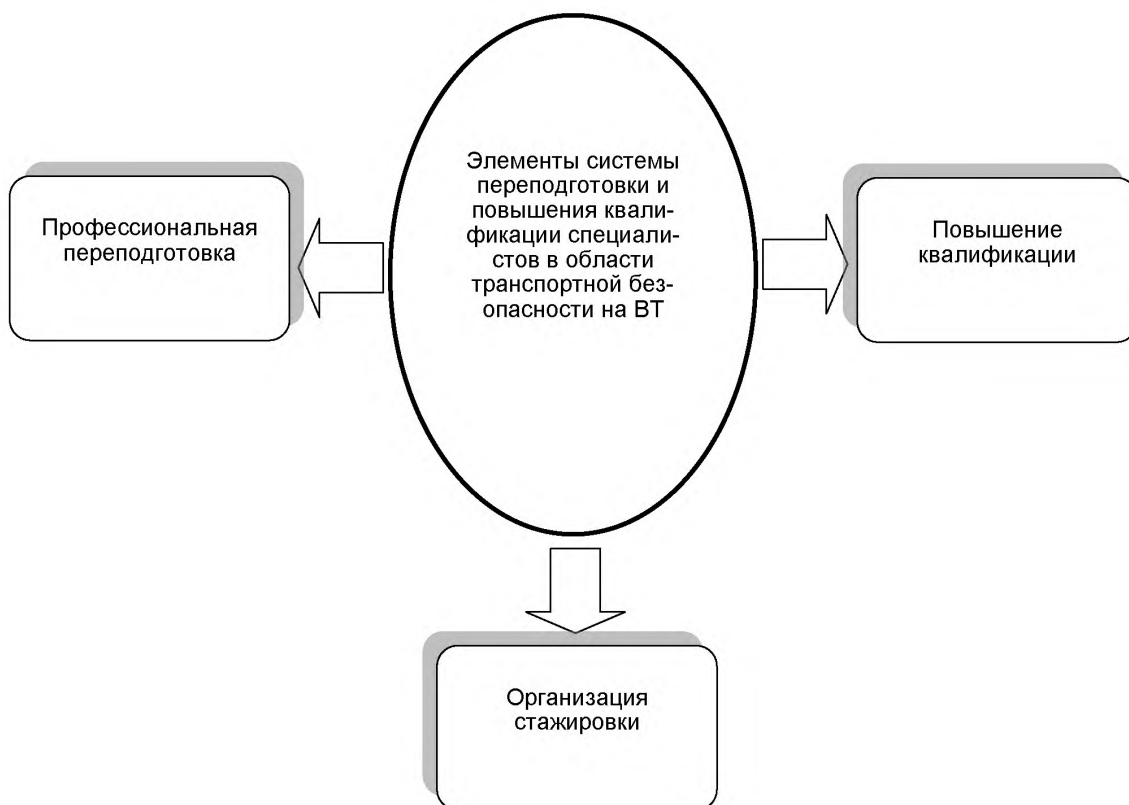 Элементы системы
переподготовки и
повышения квали-
фикации специали-
стов в области
транспортной без-
опасности на ВТ
Профессиональная
переподготовка
Повышение
квалификации
Организация
стажировки